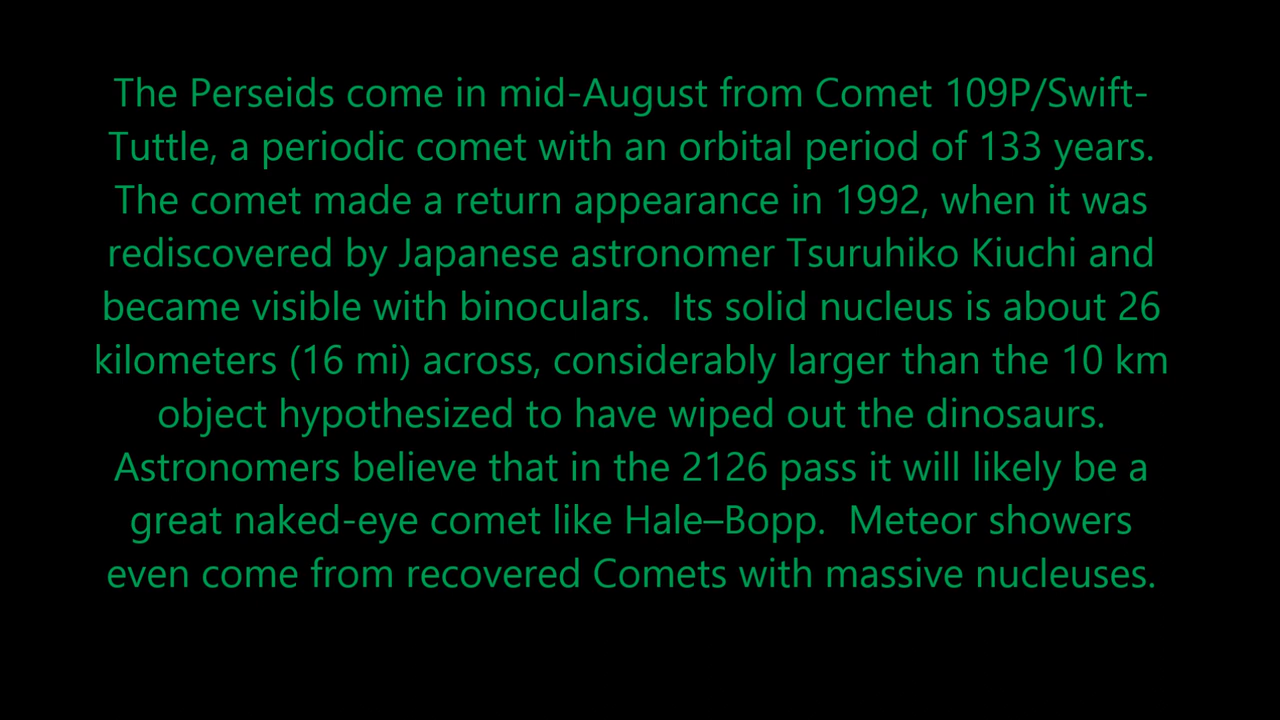 The Perseids come in mid-August from Comet 109P/Swift-
Tuttle, a periodic comet with an orbital period of 133 years.
The comet made a return appearance in 1992, when it was
rediscovered by Japanese astronomer Tsuruhiko Kiuchi and
became visible with binoculars.  Its solid nucleus is about 26
kilometers (16 mi) across, considerably larger than the 10 km
object hypothesized to have wiped out the dinosaurs.
Astronomers believe that in the 2126 pass it will likely be a
great naked-eye comet like Hale–Bopp.  Meteor showers
even come from recovered Comets with massive nucleuses.